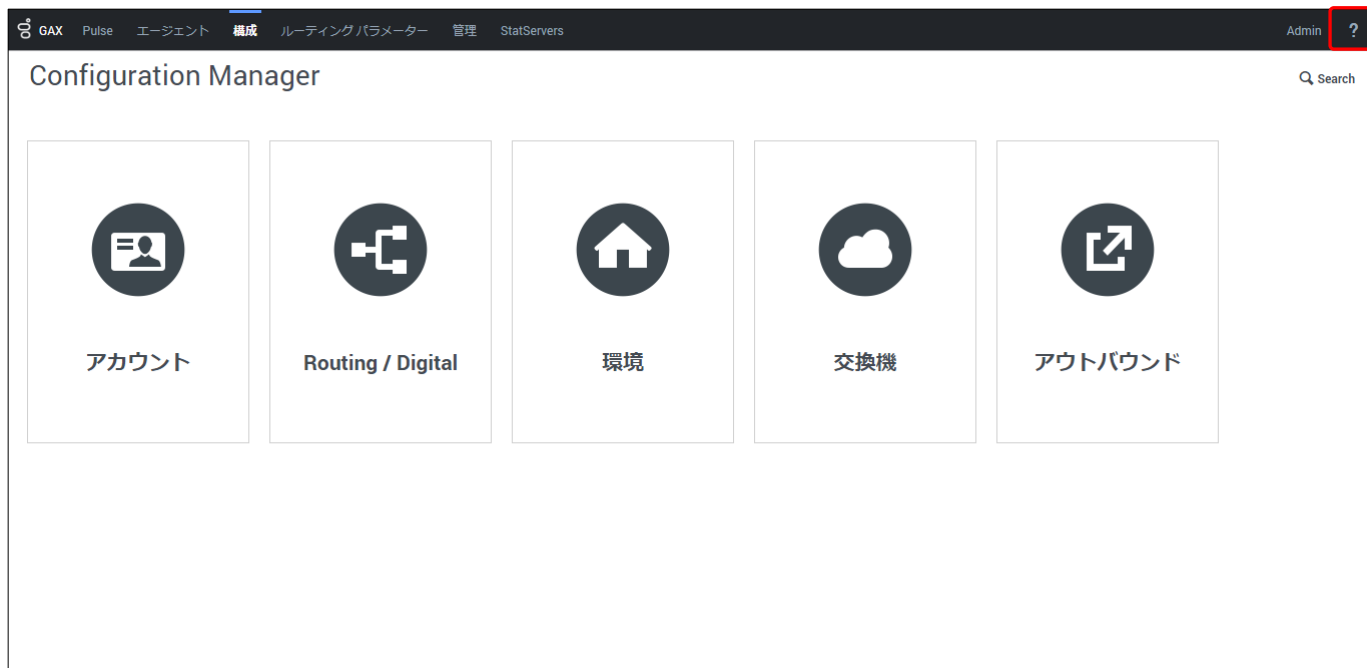 GAX Pulse エージェント 構成 ルーティングパラメーター 管理 StatServers Admin ?
Configuration Manager
Search
アカウント
Routing / Digital
環境
交換機
アウトバウンド